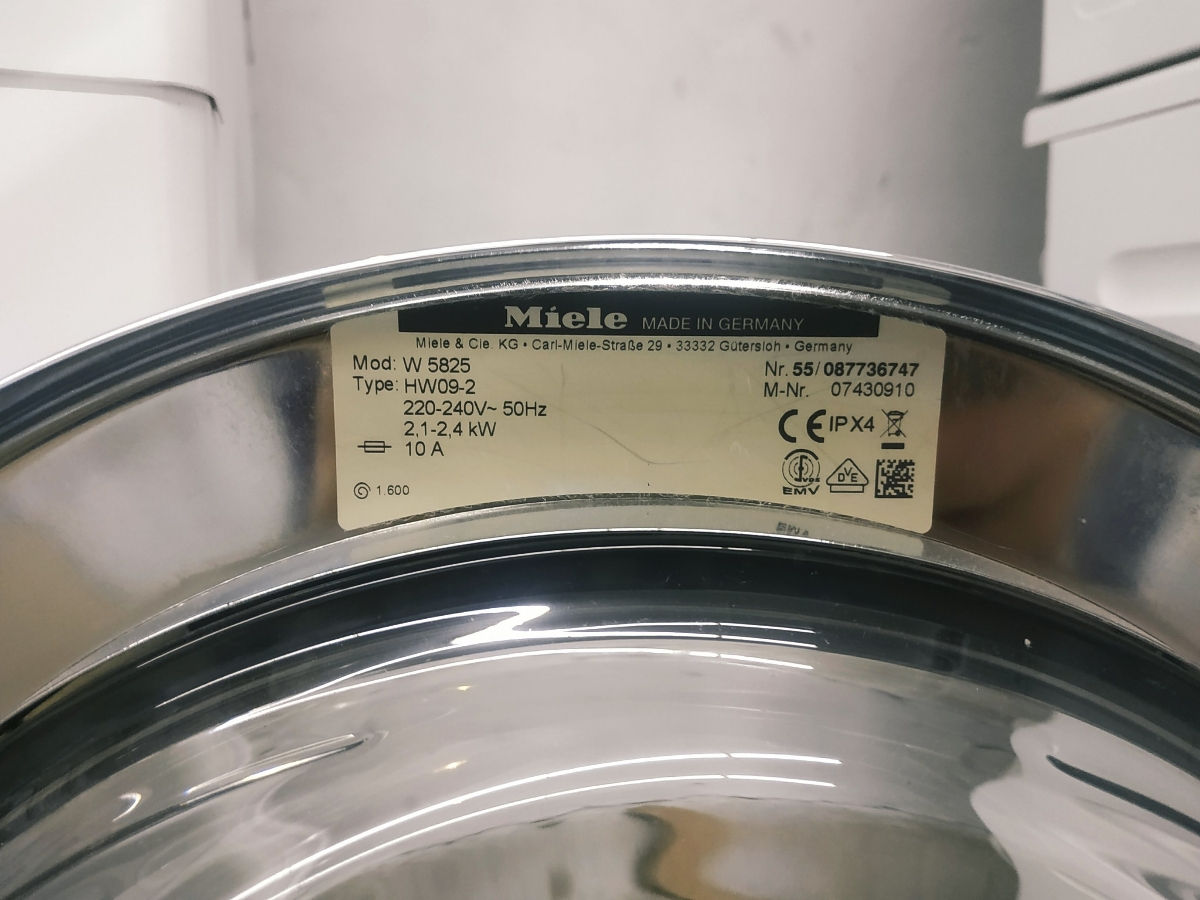 Miele MADE IN GERMANY
Miele & Cie. KG • Carl-Miele-Straße 29 • 33332 Gütersloh • Germany
Mod: W 5825
Nr. 55/087736747
Type: HW09-2
M-Nr. 07430910
220-240V~ 50Hz
2,1-2,4 kW
CE IPX4
10 A
VDE
EMV
DVE
1.600